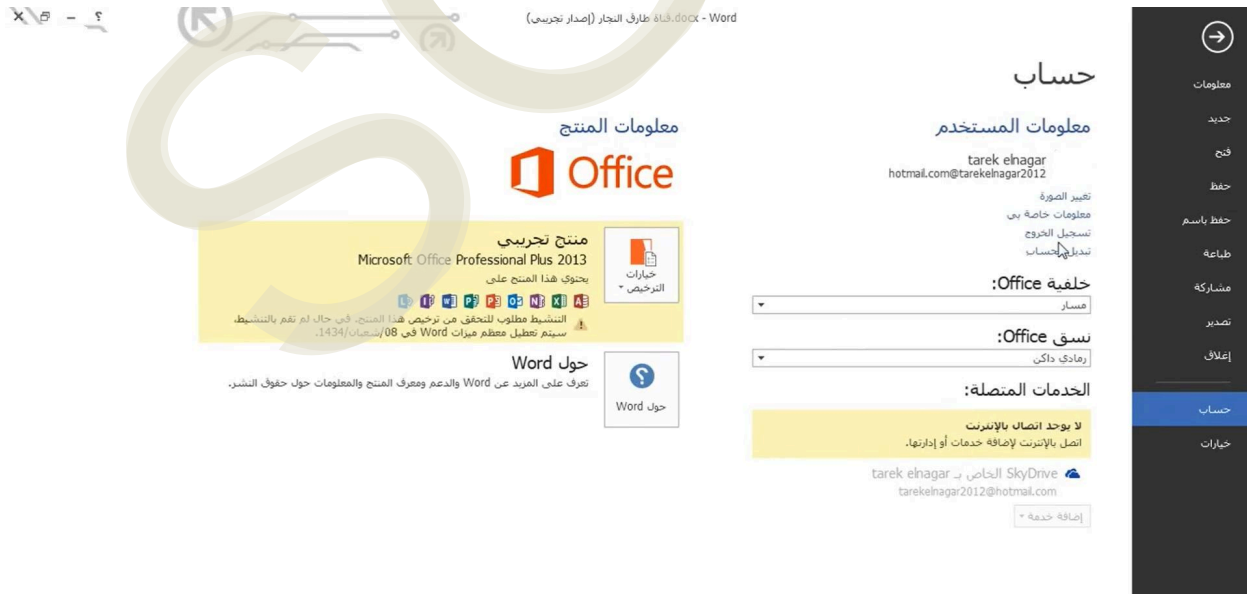 قناة طارق النجار (إصدار تجريبي).docx - Word
معلومات
جديد
فتح
حفظ
حفظ باسم
طباعة
مشاركة
تصدير
إغلاق
حساب
خيارات
حساب
معلومات المستخدم
tarek elnagar
hotmail.com@tarekelnagar2012
تغيير الصورة
معلومات خاصة بي
تسجيل الخروج
تبديل الحساب
خلفية Office:
مسار
نسق Office:
رمادي داكن
الخدمات المتصلة:
لا يوجد اتصال بالإنترنت
اتصل بالإنترنت لإضافة خدمات أو إدارتها.
SkyDrive الخاص بـ tarek elnagar
tarekelnagar2012@hotmail.com
إضافة خدمة
معلومات المنتج
Office
خيارات
الترخيص
منتج تجريبي
Microsoft Office Professional Plus 2013
يحتوي هذا المنتج على
التنشيط مطلوب للتحقق من ترخيص هذا المنتج. في حال لم تقم بالتنشيط،
سيتم تعطيل معظم ميزات Word في 08/شعبان/1434.
حول Word
حول Word
تعرف على المزيد عن Word والدعم ومعرف المنتج والمعلومات حول حقوق النشر.